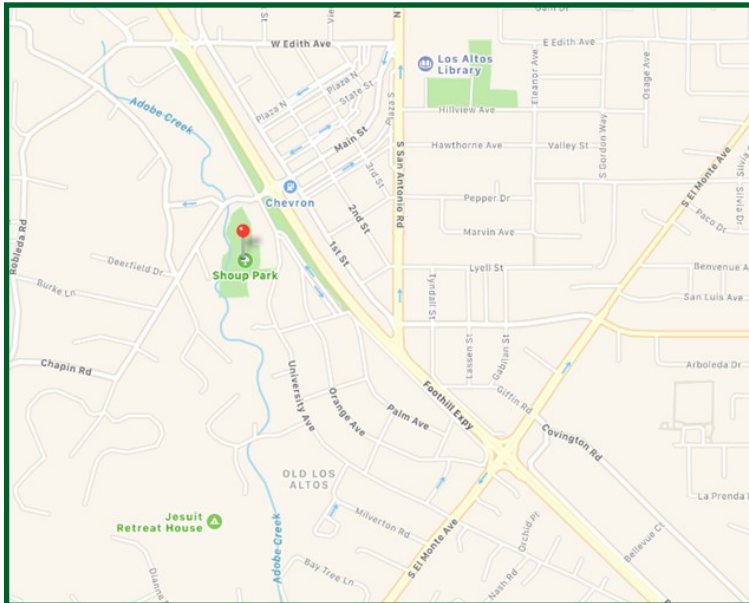 W Edith Ave
E Edith Ave
Los Altos
Library
Plaza N
State St
Plaza N
Plaza S
Main St
Hillview Ave
Eleanor Ave
Osage Ave
Hawthorne Ave
Valley St
S Gordon Way
S El Monte Ave
Adobe Creek
3rd St
S San Antonio Rd
N
Chevron
2nd St
1st St
Pepper Dr
Marvin Ave
Silvia Dr
Paco Dr
Robleda Rd
Deerfield Dr
Shoup Park
Burke Ln
Lyell St
Benvenue A
San Luis Ave
Tyndall St
Lassen St
Gabilan St
Chapin Rd
University Ave
Orange Ave
Palm Ave
Foothill Expy
Giffin Rd
Covington Rd
Arboleda Dr
OLD LOS
ALTOS
Jesuit
Retreat House
Milverton Rd
Orchid Pl
La Prenda
Bellevue Ct
Adobe Creek
Bay Tree Ln
S El Monte Ave
Nash Rd
Dianne